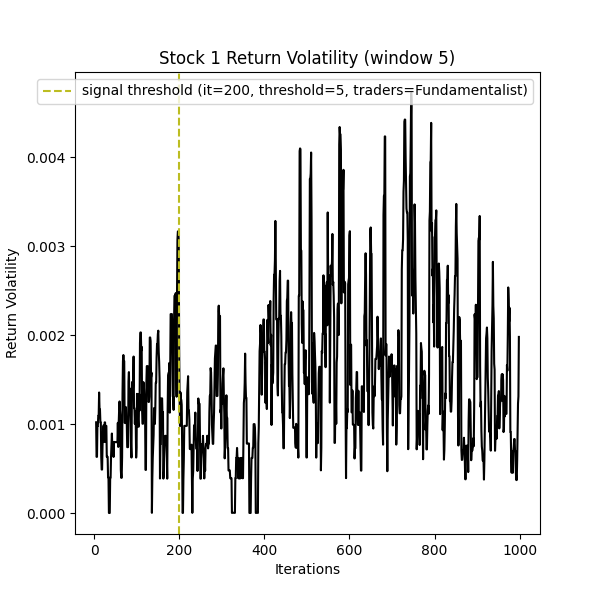 Stock 1 Return Volatility (window 5)
signal threshold (it=200, threshold=5, traders=Fundamentalist)
0.004
0.003
0.002
0.001
0.000
Return Volatility
0 200 400 600 800 1000
Iterations